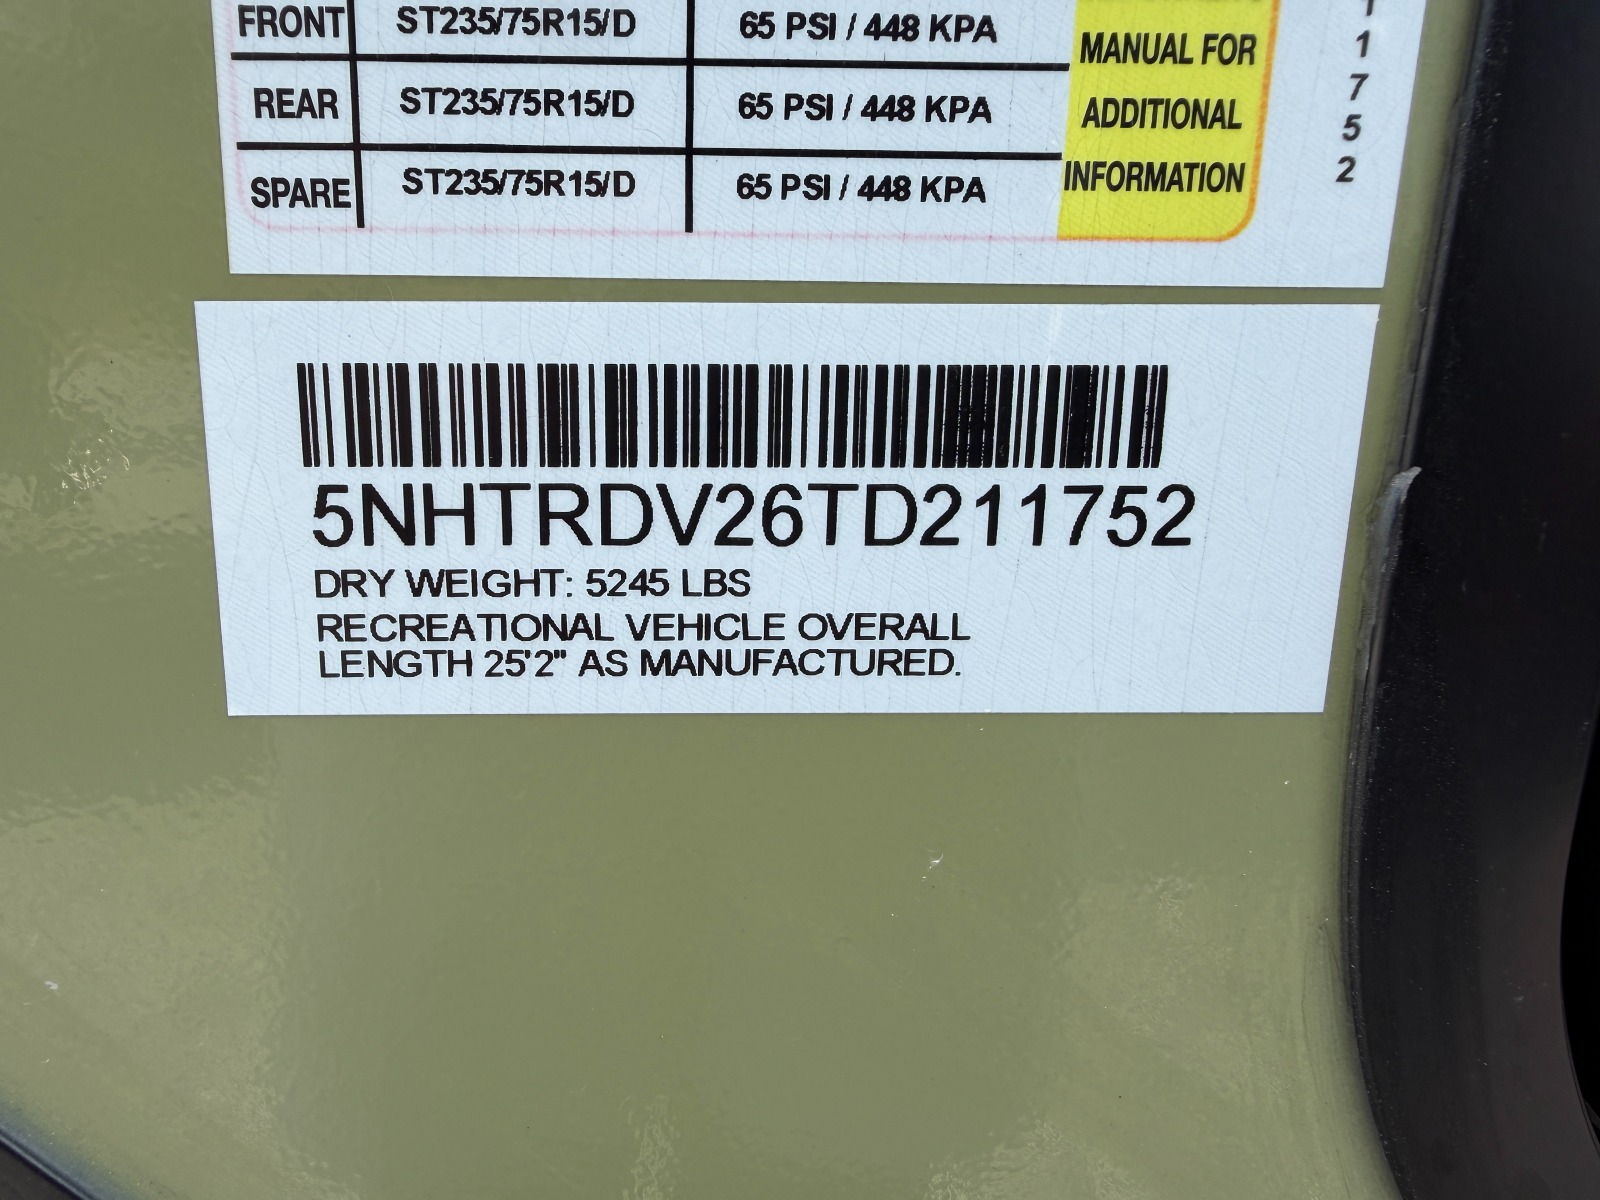 FRONT ST235/75R15/D 65 PSI / 448 KPA
REAR ST235/75R15/D 65 PSI / 448 KPA
SPARE ST235/75R15/D 65 PSI / 448 KPA
MANUAL FOR
ADDITIONAL
INFORMATION
1
1
7
5
2
5NHTRDV26TD211752
DRY WEIGHT: 5245 LBS
RECREATIONAL VEHICLE OVERALL
LENGTH 25'2" AS MANUFACTURED.